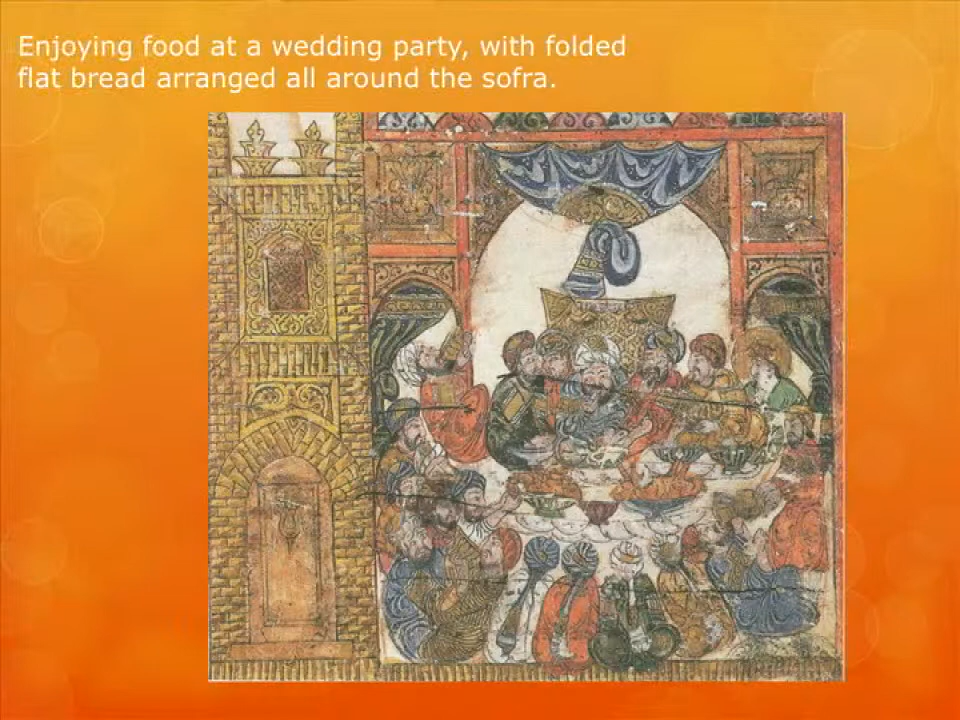 Enjoying food at a wedding party, with folded
flat bread arranged all around the sofra.